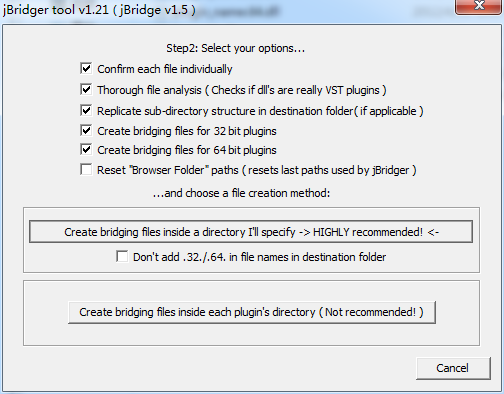 jBridger tool v1.21 ( jBridge v1.5 )
Step2: Select your options...
Confirm each file individually
Thorough file analysis ( Checks if dll's are really VST plugins )
Replicate sub-directory structure in destination folder( if applicable )
Create bridging files for 32 bit plugins
Create bridging files for 64 bit plugins
Reset "Browser Folder" paths ( resets last paths used by jBridger )
...and choose a file creation method:
Create bridging files inside a directory I'll specify -> HIGHLY recommended! <-
Don't add .32./.64. in file names in destination folder
Create bridging files inside each plugin's directory ( Not recommended! )
Cancel